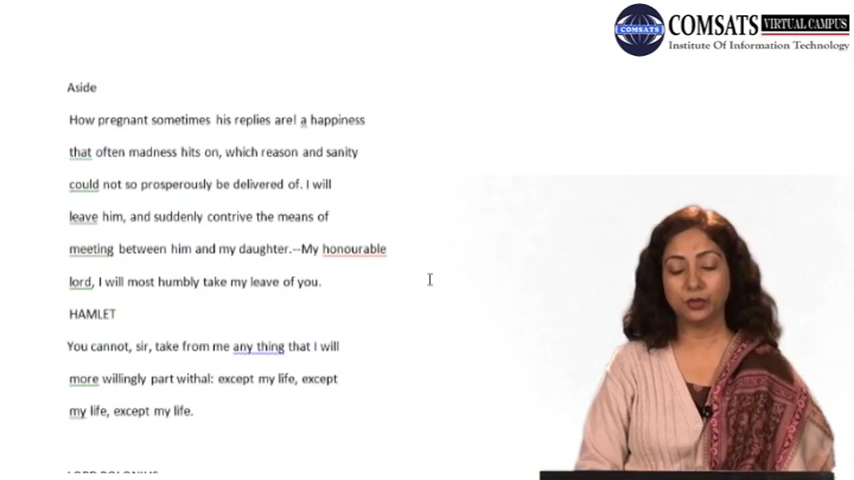 COMSATS
COMSATS VIRTUAL CAMPUS
Institute Of Information Technology
Aside
How pregnant sometimes his replies are! a happiness
that often madness hits on, which reason and sanity
could not so prosperously be delivered of. I will
leave him, and suddenly contrive the means of
meeting between him and my daughter.--My honourable
lord, I will most humbly take my leave of you.
HAMLET
You cannot, sir, take from me any thing that I will
more willingly part withal: except my life, except
my life, except my life.
LORD POLONIUS